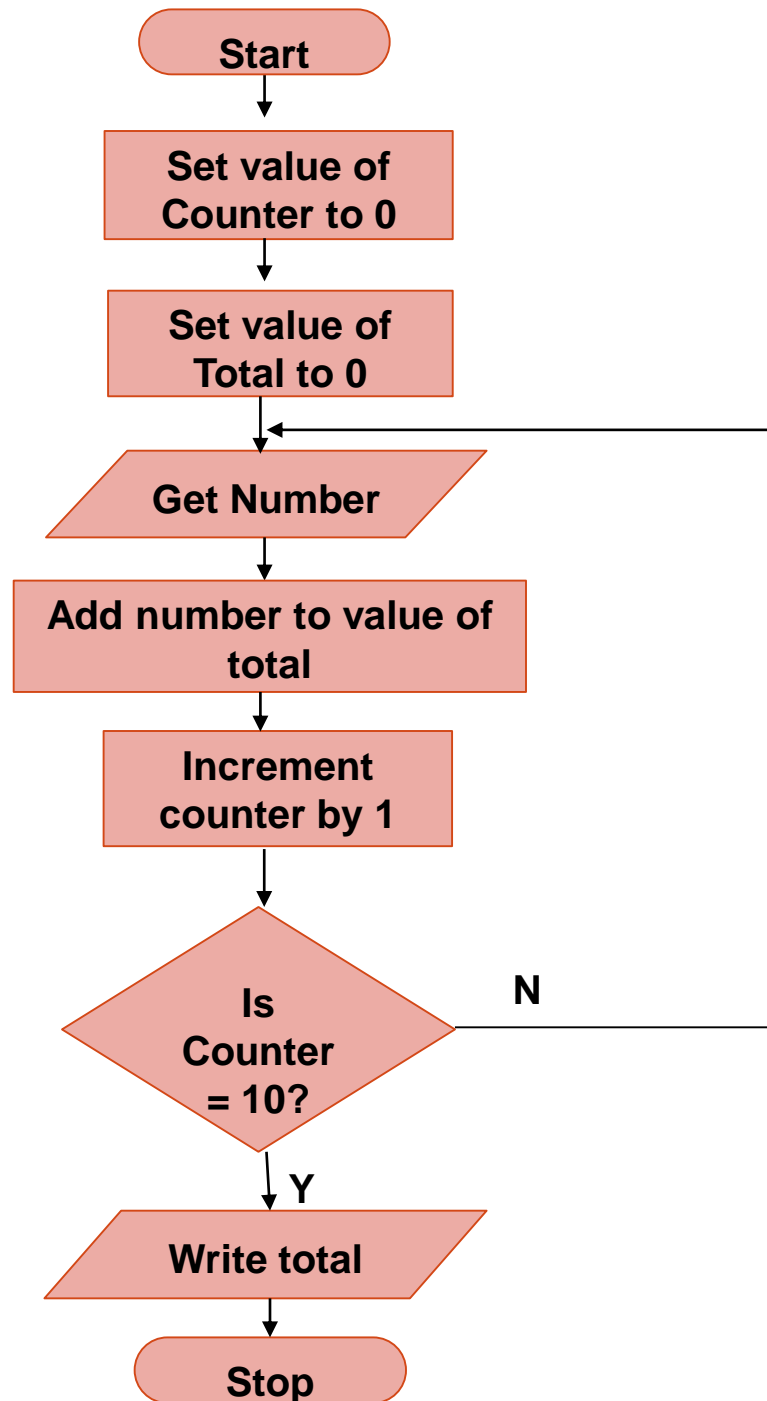 Start
Set value of
Counter to 0
Set value of
Total to 0
Get Number
Add number to value of
total
Increment
counter by 1
Is
Counter
= 10?
N
Y
Write total
Stop